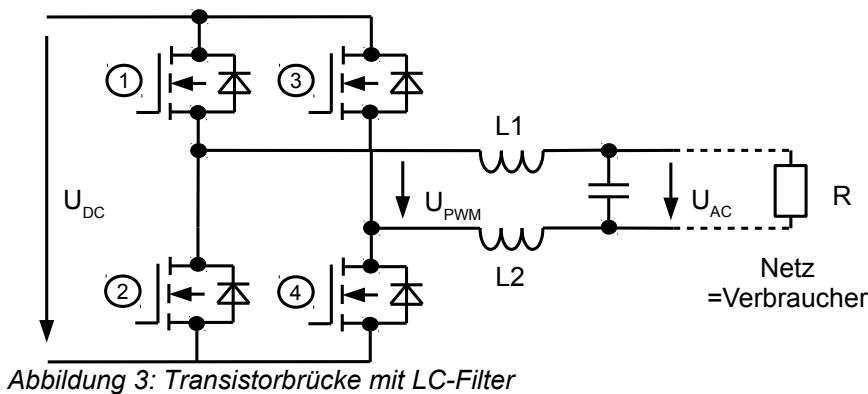 1
3
L1
U DC
U PWM
U AC
R
L2
2
4
Netz
=Verbraucher
Abbildung 3: Transistorbrücke mit LC-Filter